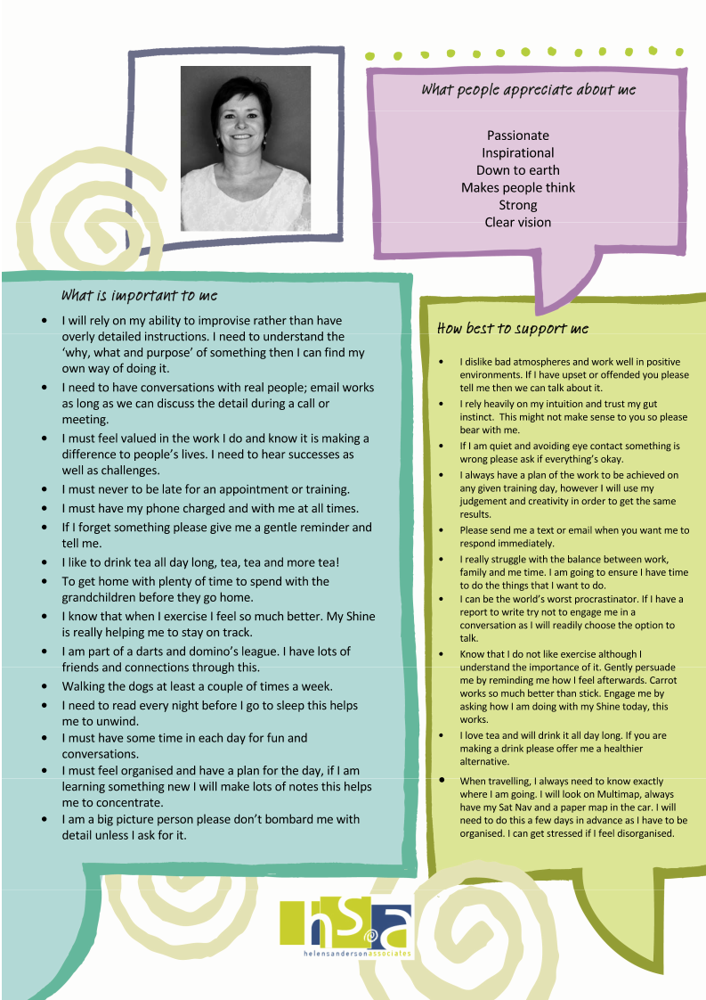 What people appreciate about me
Passionate
Inspirational
Down to earth
Makes people think
Strong
Clear vision
What is important to me
• I will rely on my ability to improvise rather than have
overly detailed instructions. I need to understand the
‘why, what and purpose’ of something then I can find my
own way of doing it.
• I need to have conversations with real people; email works
as long as we can discuss the detail during a call or
meeting.
• I must feel valued in the work I do and know it is making a
difference to people’s lives. I need to hear successes as
well as challenges.
• I must never to be late for an appointment or training.
• I must have my phone charged and with me at all times.
• If I forget something please give me a gentle reminder and
tell me.
• I like to drink tea all day long, tea, tea and more tea!
• To get home with plenty of time to spend with the
grandchildren before they go home.
• I know that when I exercise I feel so much better. My Shine
is really helping me to stay on track.
• I am part of a darts and domino’s league. I have lots of
friends and connections through this.
• Walking the dogs at least a couple of times a week.
• I need to read every night before I go to sleep this helps
me to unwind.
• I must have some time in each day for fun and
conversations.
• I must feel organised and have a plan for the day, if I am
learning something new I will make lots of notes this helps
me to concentrate.
• I am a big picture person please don’t bombard me with
detail unless I ask for it.
How best to support me
• I dislike bad atmospheres and work well in positive
environments. If I have upset or offended you please
tell me then we can talk about it.
• I rely heavily on my intuition and trust my gut
instinct.  This might not make sense to you so please
bear with me.
• If I am quiet and avoiding eye contact something is
wrong please ask if everything’s okay.
• I always have a plan of the work to be achieved on
any given training day, however I will use my
judgement and creativity in order to get the same
results.
• Please send me a text or email when you want me to
respond immediately.
• I really struggle with the balance between work,
family and me time. I am going to ensure I have time
to do the things that I want to do.
• I can be the world’s worst procrastinator. If I have a
report to write try not to engage me in a
conversation as I will readily choose the option to
talk.
• Know that I do not like exercise although I
understand the importance of it. Gently persuade
me by reminding me how I feel afterwards. Carrot
works so much better than stick. Engage me by
asking how I am doing with my Shine today, this
works.
• I love tea and will drink it all day long. If you are
making a drink please offer me a healthier
alternative.
• When travelling, I always need to know exactly
where I am going. I will look on Multimap, always
have my Sat Nav and a paper map in the car. I will
need to do this a few days in advance as I have to be
organised. I can get stressed if I feel disorganised.
hsa
helensandersonassociates